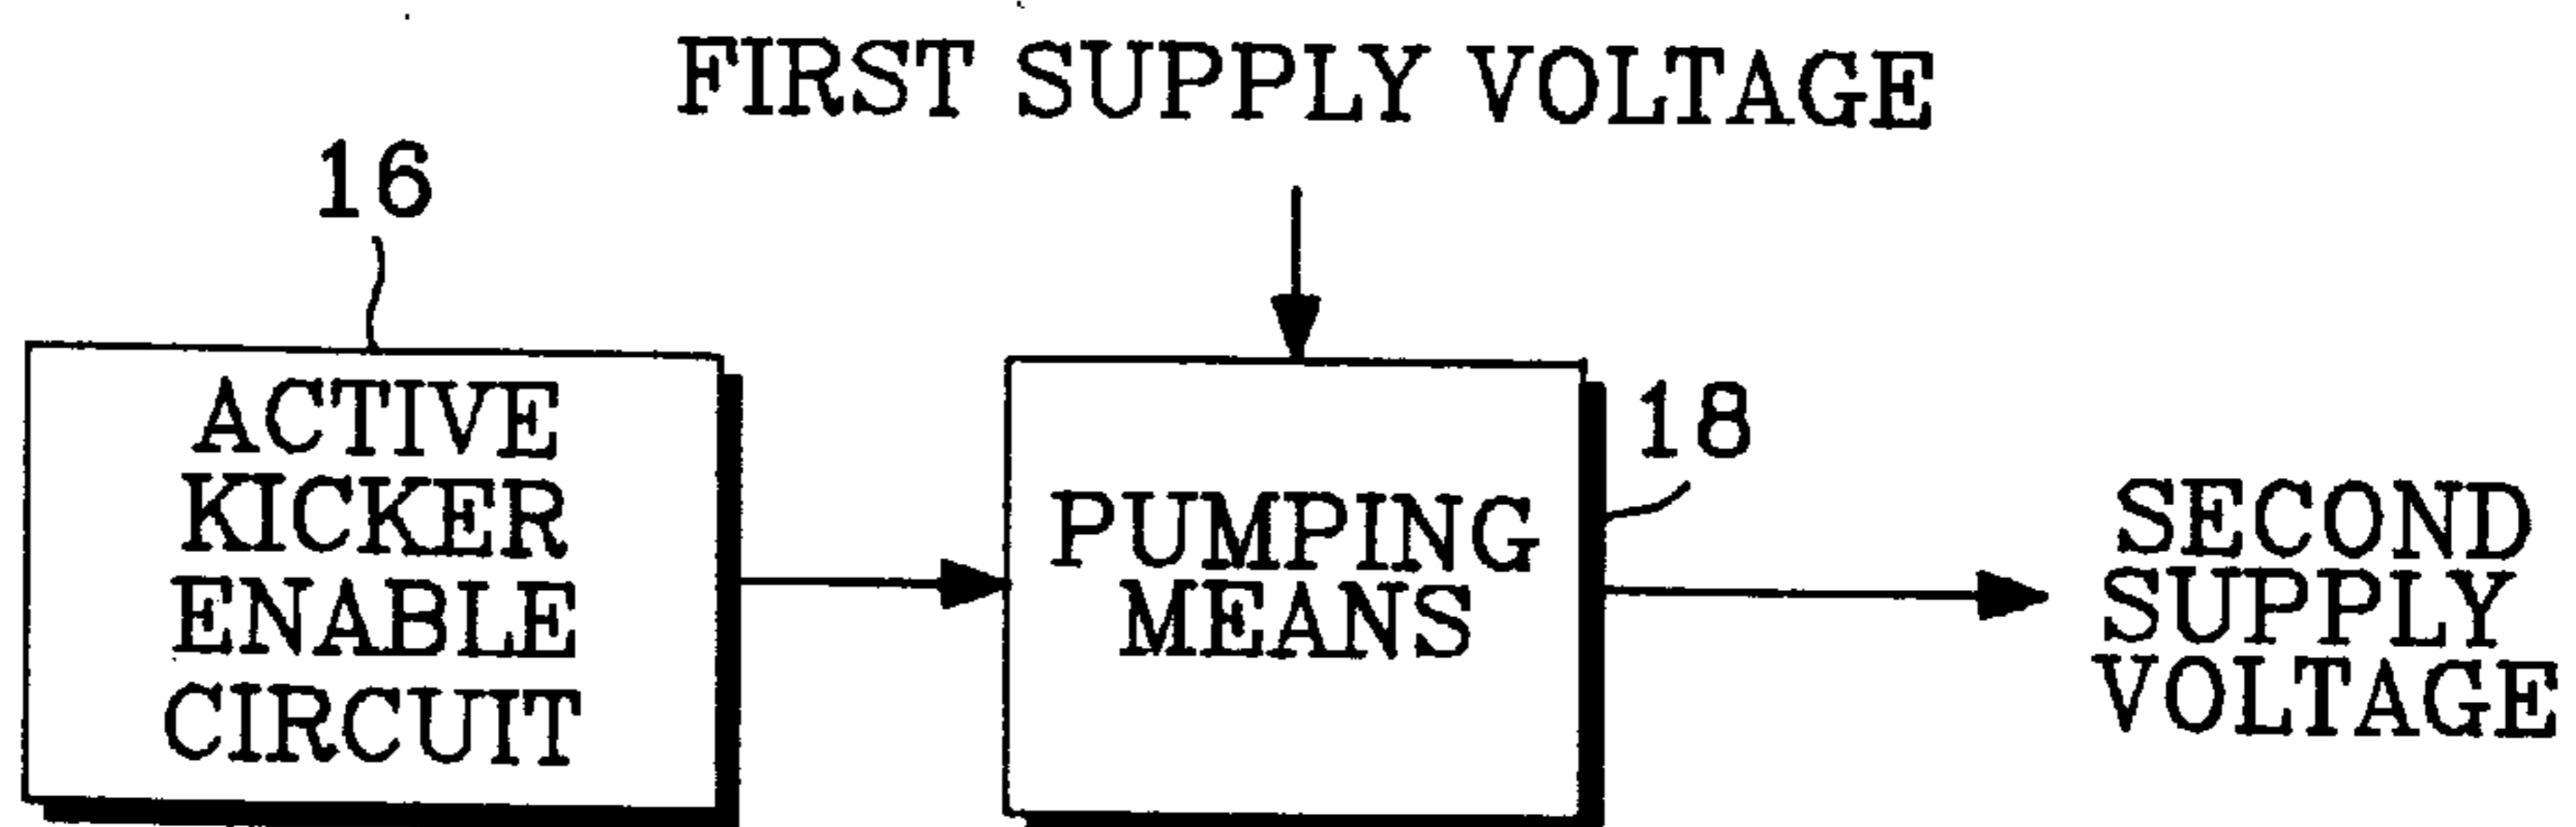 FIRST SUPPLY VOLTAGE
16
ACTIVE
KICKER
ENABLE
CIRCUIT
PUMPING
MEANS
18
SECOND
SUPPLY
VOLTAGE